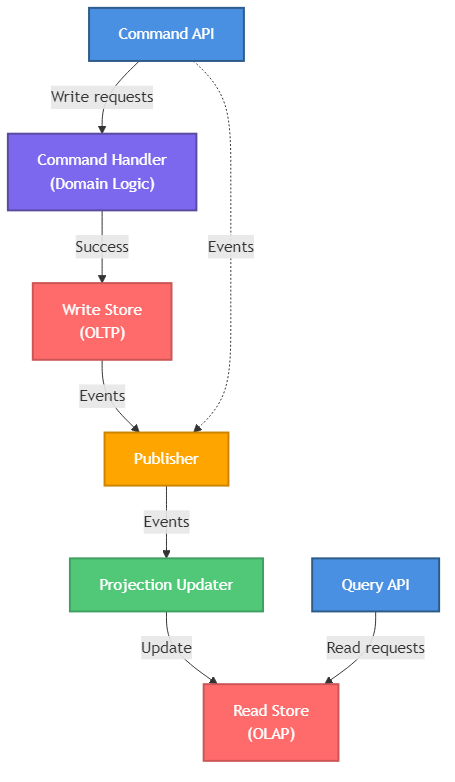 Command API
Write requests
Command Handler
(Domain Logic)
Success
Events
Write Store
(OLTP)
Events
Publisher
Events
Projection Updater
Query API
Update
Read requests
Read Store
(OLAP)